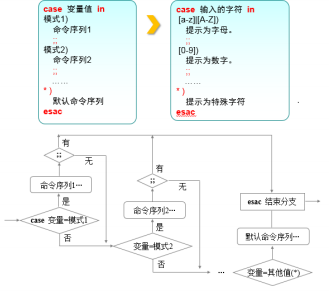 case 变量值 in
模式1)
命令序列1
;;
模式2)
命令序列2
;;
……
* )
默认命令序列
esac
case 输入的字符 in
[a-z]|[A-Z])
提示为字母。
;;
[0-9])
提示为数字。
;;
……
* )
提示为特殊字符
esac
.
有
;;
无
命令序列1…
是
case 变量=模式1
否
有
;;
无
命令序列2…
是
变量=模式2
否
...
esac 结束分支
默认命令序列…
变量=其他值(*)